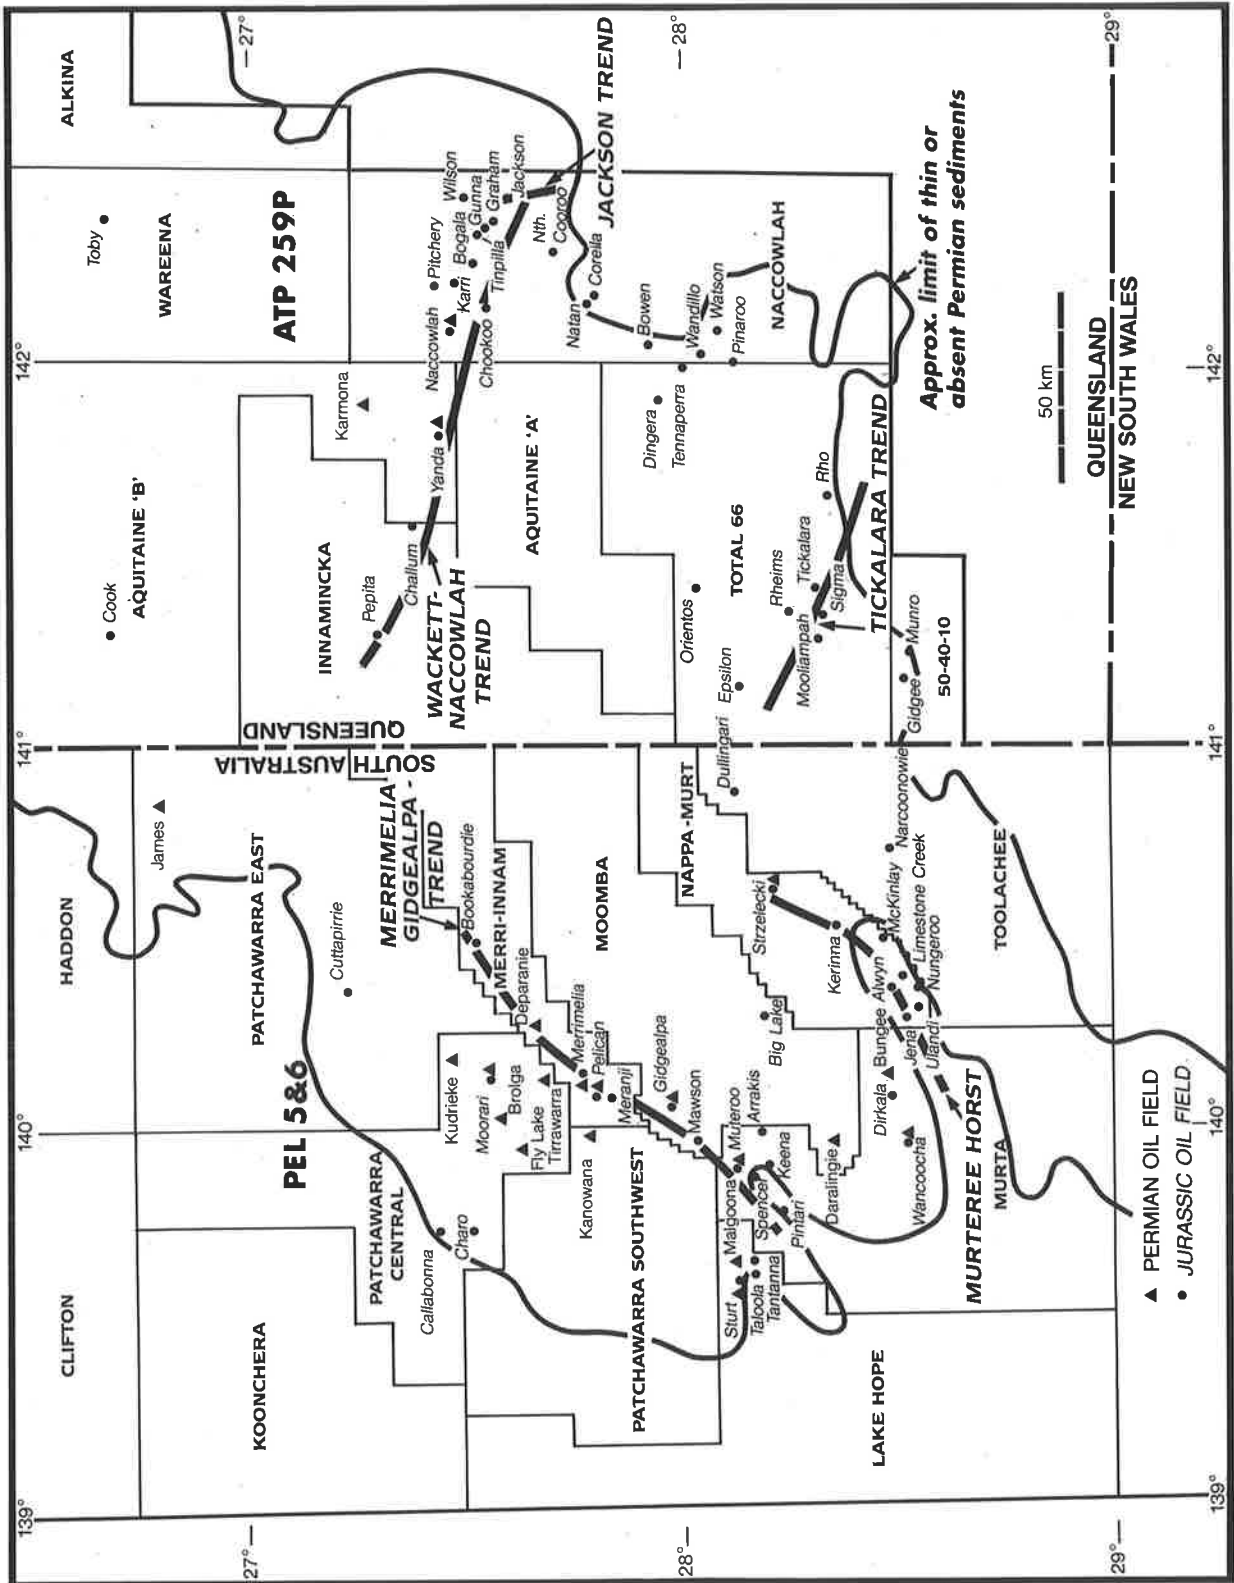 139°
140°
141°
142°
CLIFTON
HADDON
ALKINA
Toby
Cook
AQUITAINE 'B'
WAREENA
James
27°
27°
KOONCHERA
PATCHAWARRA EAST
PEL 5&6
ATP 259P
Cuttapirrie
INNAMINCKA
Karmona
SOUTH
AUSTRALIA
QUEENSLAND
PATCHAWARRA
CENTRAL
Callabonna
Charo
Kudrieke
Moorari
Brolga
Fly Lake
Tirrawarra
MERRIMELIA -
GIDGEALPA -
TREND
Bookabourdie
MERRI-INNAM
Deparanie
Pepita
Challum
WACKETT-
NACCOWLAH
TREND
Yanda
Naccowlah
Pitchery
Karri
Bogala
Wilson
Gunna
Graham
Jackson
Chookoo
Tinpilla
Nth.
Cooroo
JACKSON TREND
AQUITAINE 'A'
Kanowana
Merrimelia
Pelican
Meranji
MOOMBA
Natan
Corella
PATCHAWARRA SOUTHWEST
Gidgealpa
Mawson
NAPPA-MURT
28°
28°
Orientos
Dingera
Tennaperra
Bowen
Wandillo
Watson
Pinaroo
NACCOWLAH
Dullingari
Epsilon
TOTAL 66
Sturt
Malgoona
Muteroo
Arrakis
Taloola
Tantanna
Spencer
Keena
Pintari
Big Lake
Strzelecki
Rheims
Mooliampah
Tickalara
Sigma
Rho
TICKALARA TREND
Daralingie
Kerinna
LAKE HOPE
Dirkala
Bungee
Alwyn
McKinlay
Narcoonowie
Limestone Creek
Nungeroo
Jena
Ulandi
Wancoocha
Gidgee
Munro
50-40-10
Approx. limit of thin or
absent Permian sediments
MURTEREE HORST
MURTA
TOOLACHEE
50 km
QUEENSLAND
NEW SOUTH WALES
29°
29°
▲ PERMIAN OIL FIELD
• JURASSIC OIL FIELD
139°
140°
141°
142°